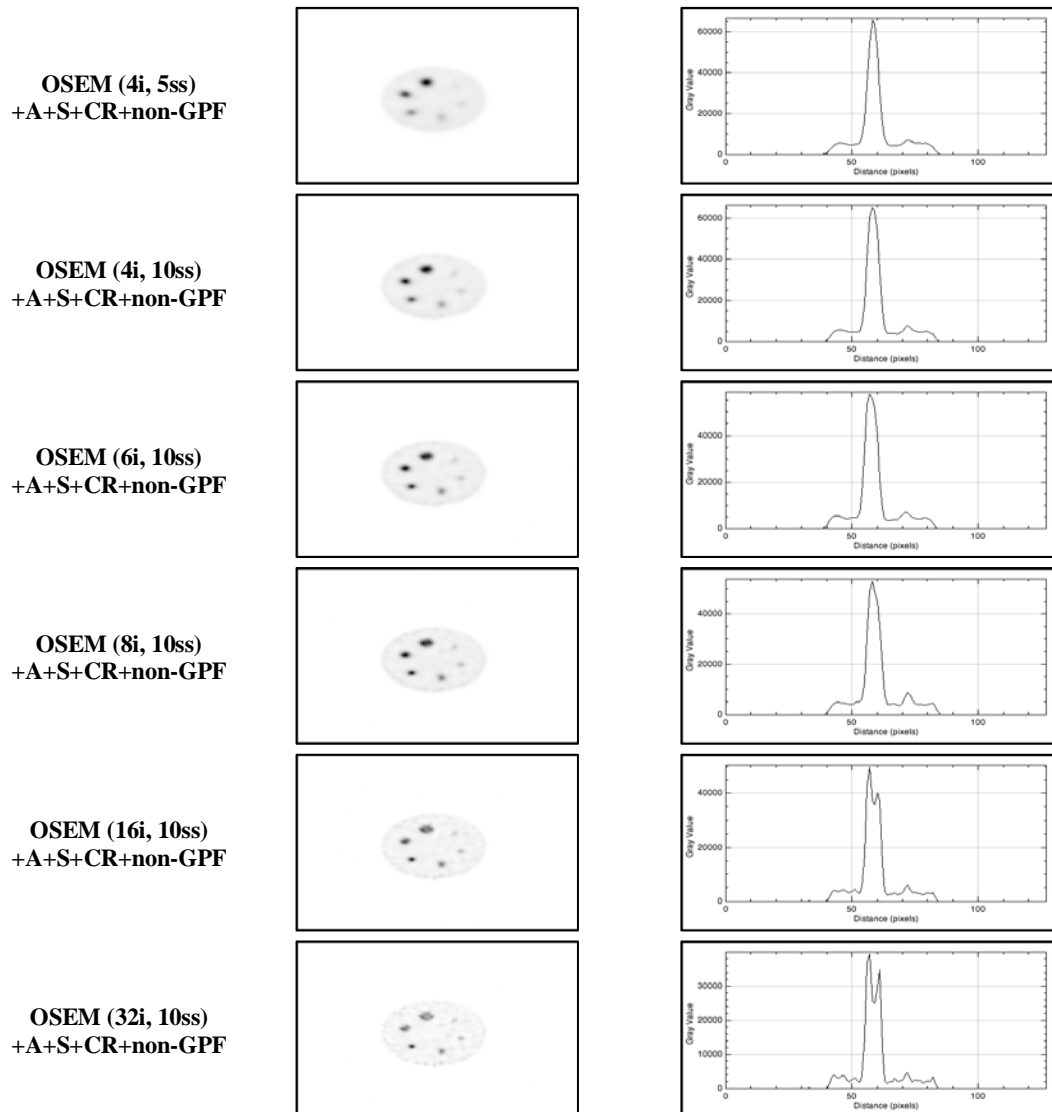 OSEM (4i, 5ss)
+A+S+CR+non-GPF
Gray Value
60000
40000
20000
0
0
50
100
Distance (pixels)
OSEM (4i, 10ss)
+A+S+CR+non-GPF
Gray Value
60000
40000
20000
0
0
50
100
Distance (pixels)
OSEM (6i, 10ss)
+A+S+CR+non-GPF
Gray Value
40000
20000
0
0
50
100
Distance (pixels)
OSEM (8i, 10ss)
+A+S+CR+non-GPF
Gray Value
40000
20000
0
0
50
100
Distance (pixels)
OSEM (16i, 10ss)
+A+S+CR+non-GPF
Gray Value
40000
20000
0
0
50
100
Distance (pixels)
OSEM (32i, 10ss)
+A+S+CR+non-GPF
Gray Value
30000
20000
10000
0
0
50
100
Distance (pixels)